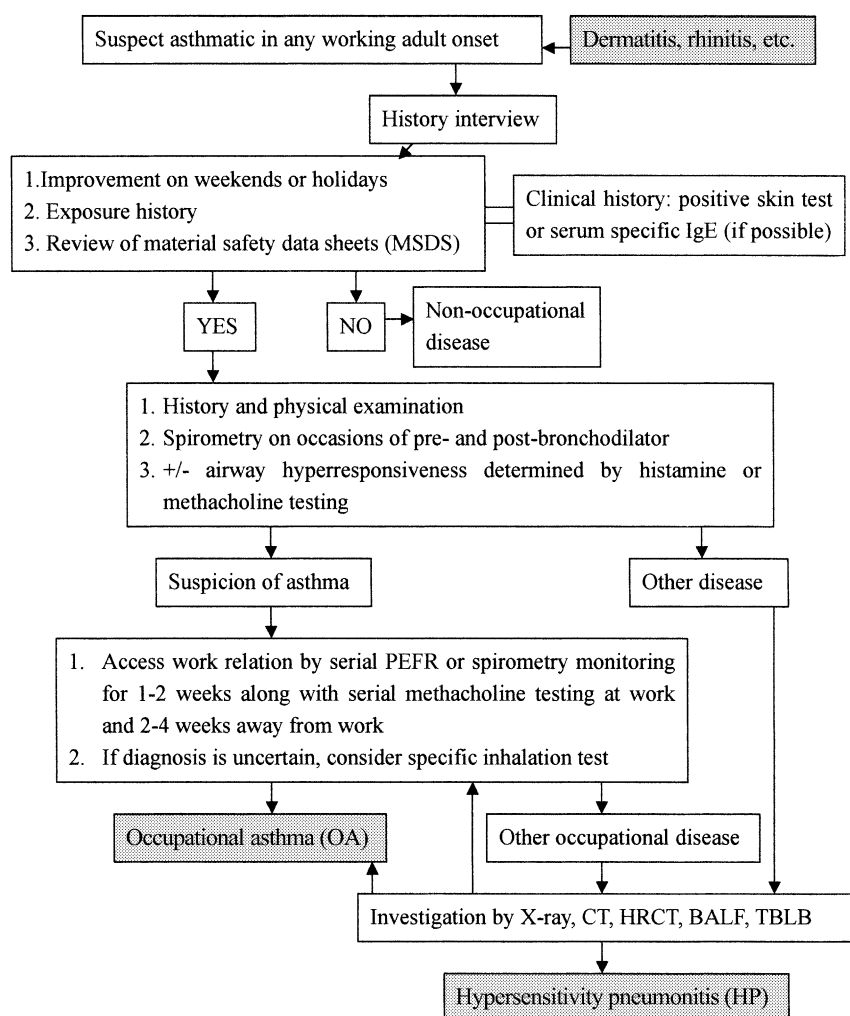 Suspect asthmatic in any working adult onset
Dermatitis, rhinitis, etc.
History interview
1.Improvement on weekends or holidays
2. Exposure history
3. Review of material safety data sheets (MSDS)
Clinical history: positive skin test
or serum specific IgE (if possible)
YES
NO
Non-occupational
disease
1. History and physical examination
2. Spirometry on occasions of pre- and post-bronchodilator
3. +/- airway hyperresponsiveness determined by histamine or
methacholine testing
Suspicion of asthma
Other disease
1. Access work relation by serial PEFR or spirometry monitoring
for 1-2 weeks along with serial methacholine testing at work
and 2-4 weeks away from work
2. If diagnosis is uncertain, consider specific inhalation test
Occupational asthma (OA)
Other occupational disease
Investigation by X-ray, CT, HRCT, BALF, TBLB
Hypersensitivity pneumonitis (HP)